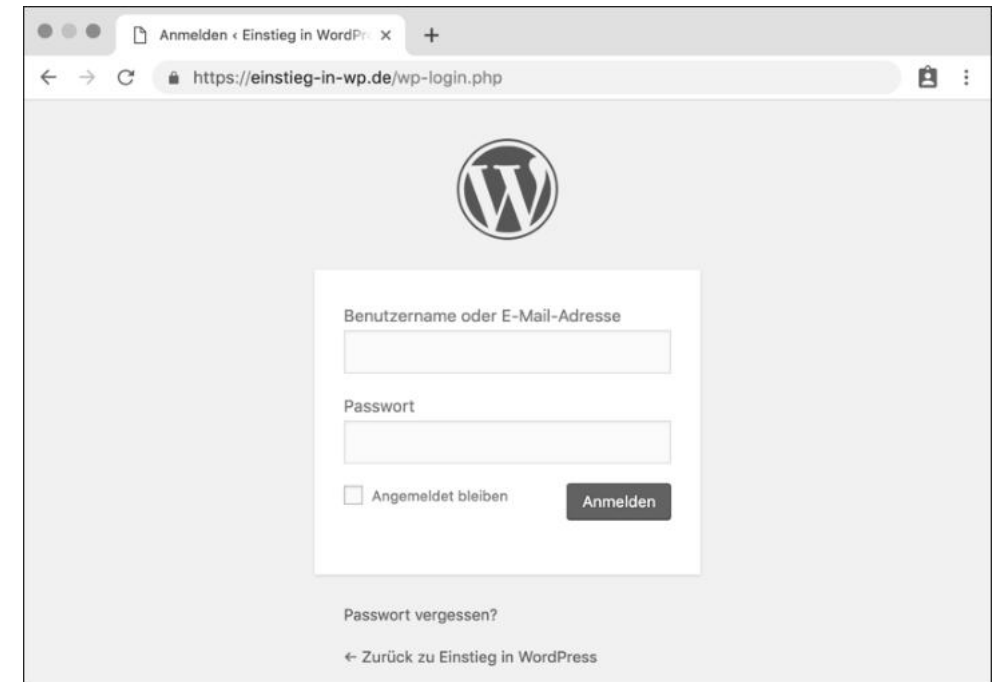 Anmelden ‹ Einstieg in WordPr
https://einstieg-in-wp.de/wp-login.php
Benutzername oder E-Mail-Adresse
Passwort
Angemeldet bleiben
Anmelden
Passwort vergessen?
← Zurück zu Einstieg in WordPress